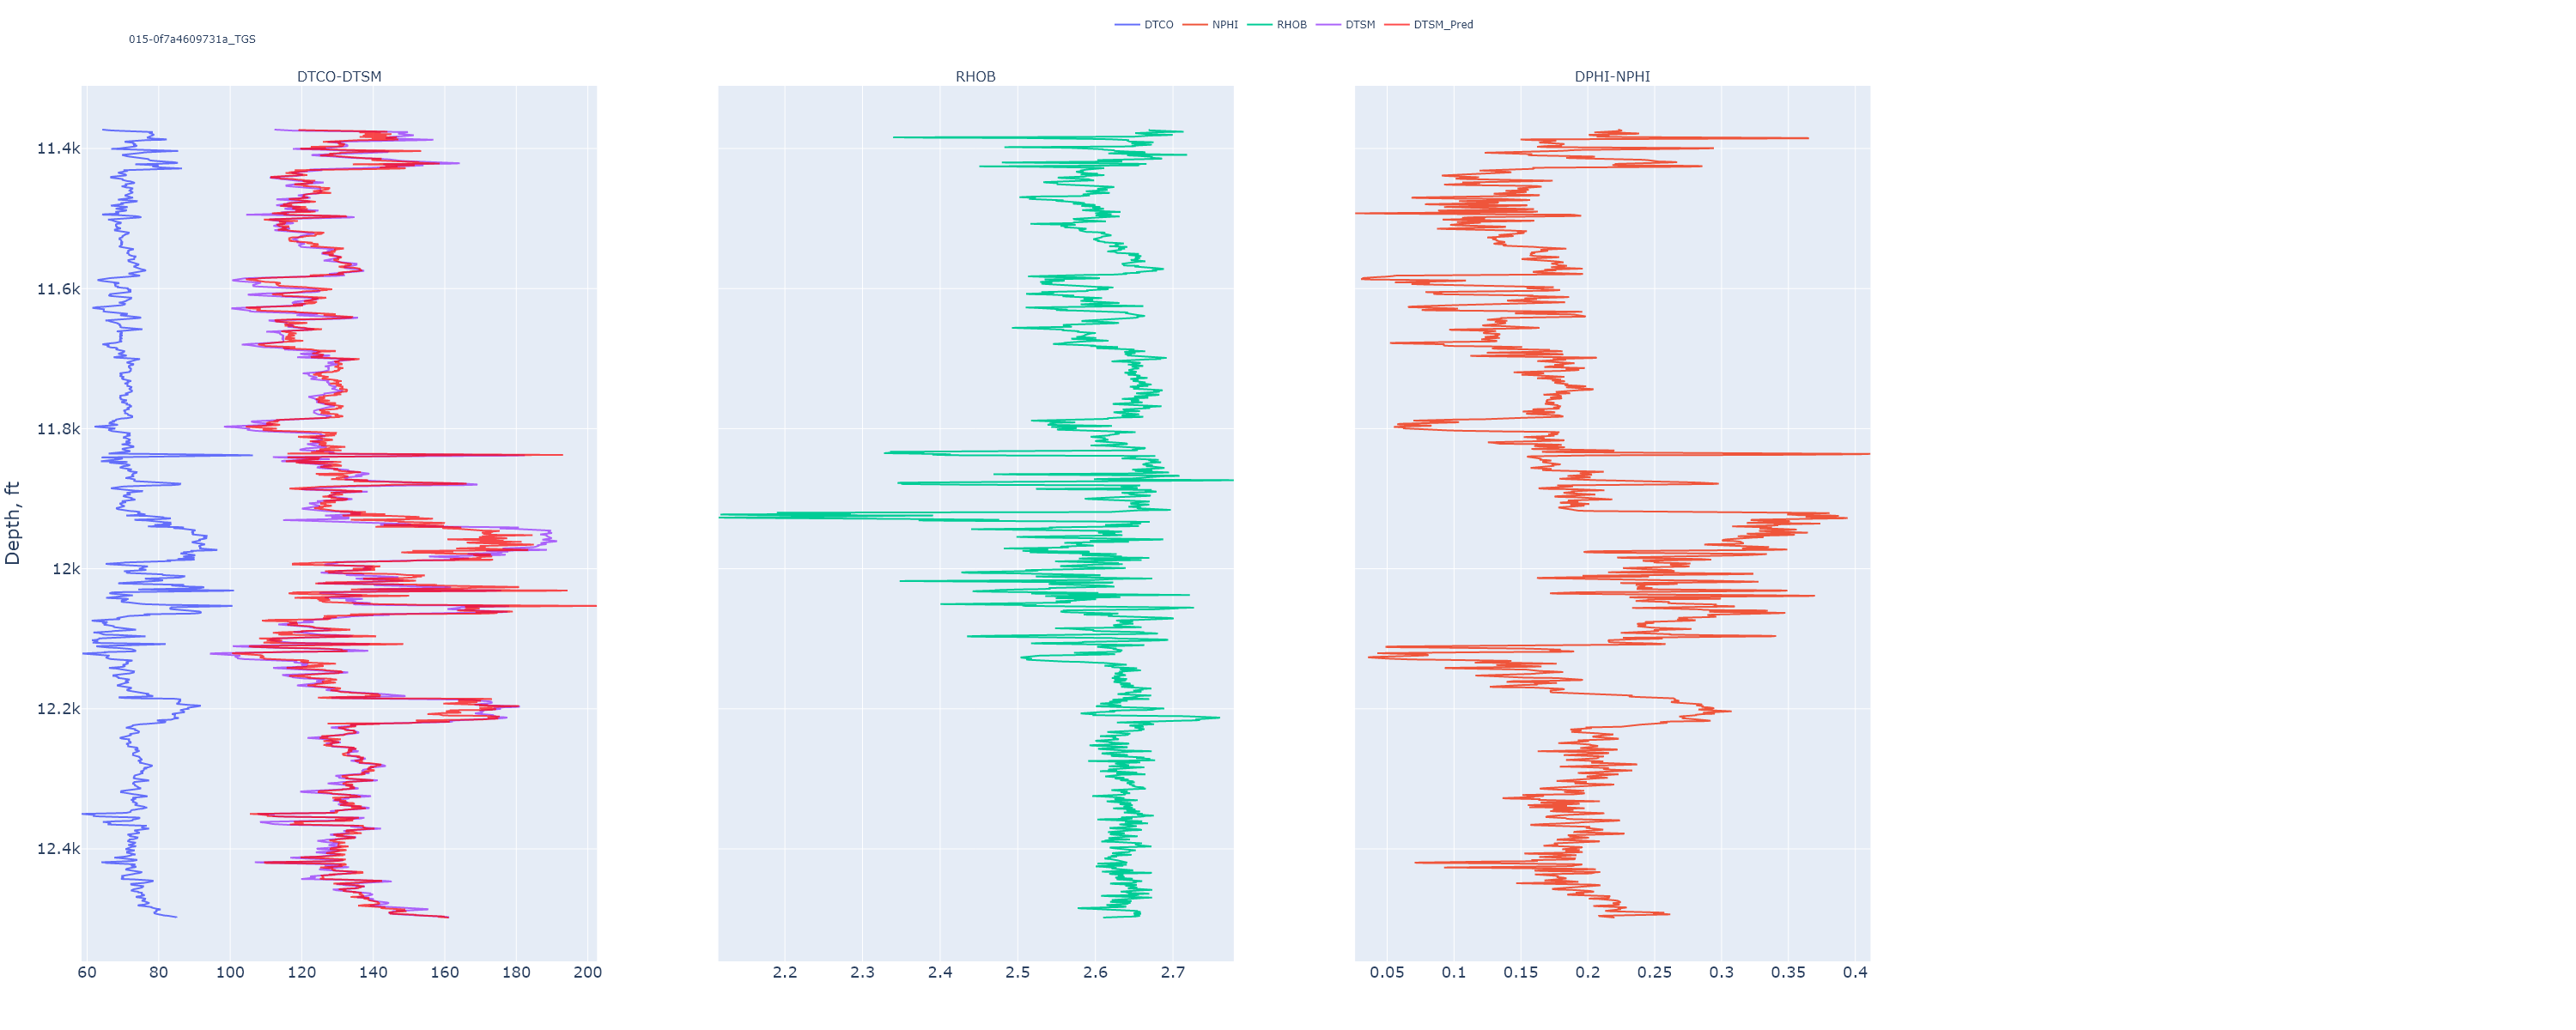 DTCO NPHI RHOB DTSM DTSM_Pred
015-0f7a4609731a_TGS
DTCO-DTSM RHOB DPHI-NPHI
Depth, ft
11.4k
11.6k
11.8k
12k
12.2k
12.4k
60 80 100 120 140 160 180 200
2.2 2.3 2.4 2.5 2.6 2.7
0.05 0.1 0.15 0.2 0.25 0.3 0.35 0.4